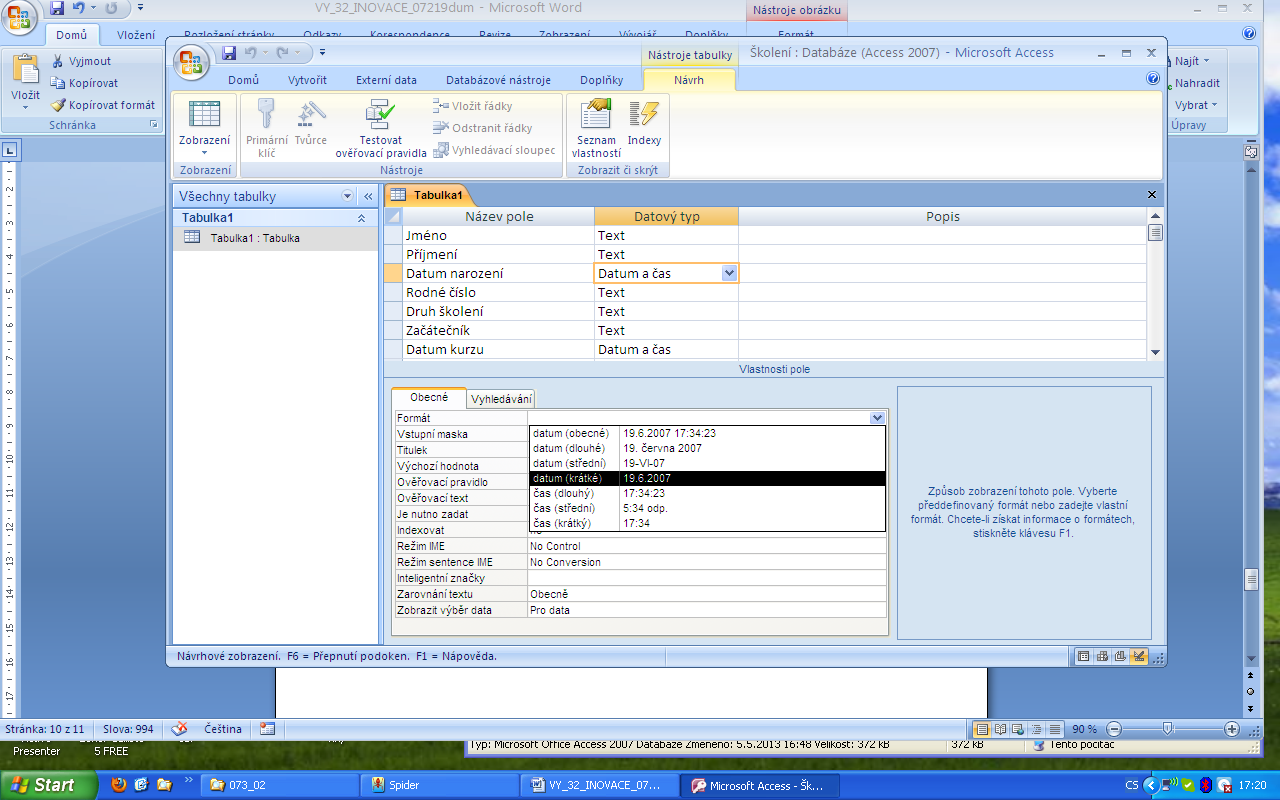 VY_32_INOVACE_07219dum - Microsoft Word
Nástroje obrázku
Domů Vložení Rozložení stránky Odkazy Korespondence Revize Zobrazení Vývojář Doplňky Formát
Vložit
Vyjmout
Kopírovat
Kopírovat formát
Schránka
Najít
Nahradit
Vybrat
Úpravy
Nástroje tabulky
Školení : Databáze (Access 2007) - Microsoft Access
Domů Vytvořit Externí data Databázové nástroje Doplňky Návrh
Zobrazení
Zobrazení
Primární klíč
Tvůrce
Testovat ověřovací pravidla
Vložit řádky
Odstranit řádky
Vyhledávací sloupec
Nástroje
Seznam vlastností
Indexy
Zobrazit či skrýt
Všechny tabulky
Tabulka1
Tabulka1 : Tabulka
Tabulka1
Název pole Datový typ Popis
Jméno Text
Příjmení Text
Datum narození Datum a čas
Rodné číslo Text
Druh školení Text
Začátečník Text
Datum kurzu Datum a čas
Vlastnosti pole
Obecné Vyhledávání
Formát
Vstupní maska
Titulek
Výchozí hodnota
Ověřovací pravidlo
Ověřovací text
Je nutno zadat
Indexovat
Režim IME No Control
Režim sentence IME No Conversion
Inteligentní značky
Zarovnání textu Obecně
Zobrazit výběr data Pro data
datum (obecné) 19.6.2007 17:34:23
datum (dlouhé) 19. června 2007
datum (střední) 19-VI-07
datum (krátké) 19.6.2007
čas (dlouhý) 17:34:23
čas (střední) 5:34 odp.
čas (krátký) 17:34
Způsob zobrazení tohoto pole. Vyberte
předdefinovaný formát nebo zadejte vlastní
formát. Chcete-li získat informace o formátech,
stiskněte klávesu F1.
Návrhové zobrazení. F6 = Přepnutí podoken. F1 = Nápověda.
Stránka: 10 z 11 Slova: 994 Čeština 90 %
Presenter 5 FREE
Typ: Microsoft Office Access 2007 Databáze Změněno: 5.5.2013 16:48 Velikost: 372 kB 372 kB Tento počítač
Start 073_02 Spider VY_32_INOVACE_07... Microsoft Access - Šk... CS 17:20